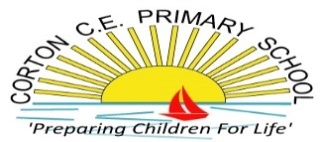 CORTON C.E. PRIMARY SCHOOL
'Preparing Children For Life'